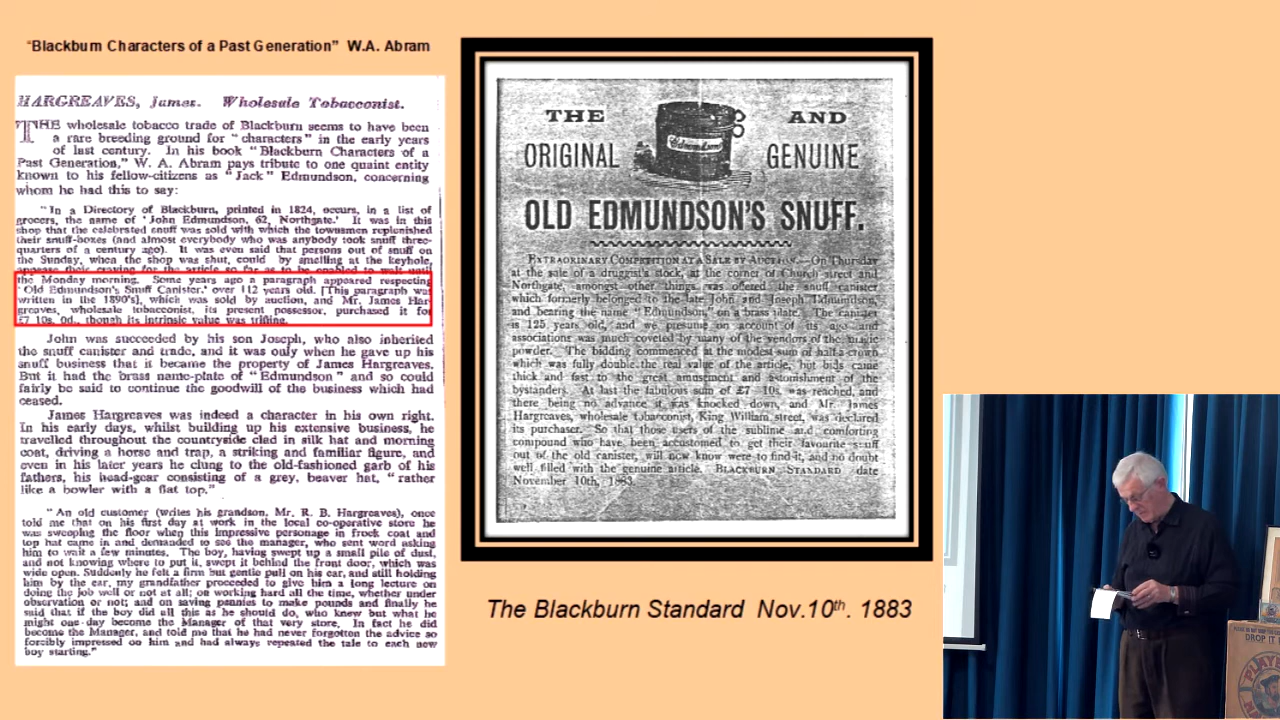 “Blackburn Characters of a Past Generation” W.A. Abram
HARGREAVES, James. Wholesale Tobacconist.
THE wholesale tobacco trade of Blackburn seems to have been
a rare breeding ground for “characters” in the early years
of last century. In his book “Blackburn Characters of a
Past Generation,” W. A. Abram pays tribute to one quaint entity
known to his fellow-citizens as “Jack” Edmundson, concerning
whom he had this to say:
“In a Directory of Blackburn, printed in 1824, occurs, in a list of
grocers, the name of ‘John Edmundson, 62, Northgate.’ It was in this
shop that the celebrated snuff was sold with which the townsmen replenished
their snuff-boxes (and almost everybody who was anybody took snuff three-
quarters of a century ago). It was even said that persons out of snuff on
the Sunday, when the shop was shut, could by smelling at the keyhole,
appease their craving for the article so far as to be enabled to wait until
the Monday morning. Some years ago a paragraph appeared respecting
‘Old Edmundson's Snuff Canister,’ over 112 years old. [This paragraph was
written in the 1890's], which was sold by auction, and Mr. James Har-
greaves, wholesale tobacconist, its present possessor, purchased it for
£7 10s. 0d., though its intrinsic value was trifling.
John was succeeded by his son Joseph, who also inherited
the snuff canister and trade, and it was only when he gave up his
snuff business that it became the property of James Hargreaves.
But it had the brass name-plate of “Edmundson” and so could
fairly be said to continue the goodwill of the business which had
ceased.
James Hargreaves was indeed a character in his own right.
In his early days, whilst building up his extensive business, he
travelled throughout the countryside clad in silk hat and morning
coat, driving a horse and trap, a striking and familiar figure, and
even in his later years he clung to the old-fashioned garb of his
fathers, his head-gear consisting of a grey, beaver hat, “rather
like a bowler with a flat top.”
“An old customer (writes his grandson, Mr. R. B. Hargreaves), once
told me that on his first day at work in the local co-operative store he
was sweeping the floor when this impressive personage in frock coat and
top hat came in and demanded to see the manager, who sent word asking
him to wait a few minutes. The boy, having swept up a small pile of dust,
and not knowing where to put it, swept it behind the front door, which was
wide open. Suddenly he felt a firm but gentle pull on his ear, and still holding
him by the ear, my grandfather proceeded to give him a long lecture on
doing the job well or not at all; on working hard all the time, whether under
observation or not; and on saving pennies to make pounds and finally he
said that if the boy did all this as he should do, who knew but what he
might one day become the Manager of that very store. In fact he did
become the Manager, and told me that he had never forgotten the advice so
forcibly impressed on him and had always repeated the tale to each new
boy starting.”
THE AND
ORIGINAL GENUINE
Edmundson
OLD EDMUNDSON'S SNUFF.
EXTRAORDINARY COMPETITION AT A SALE BY AUCTION.—On Thursday
at the sale of a druggist's stock, at the corner of Church street and
Northgate, amongst other things, was offered the snuff canister
which formerly belonged to the late John and Joseph Edmundson,
and bearing the name “Edmundson,” on a brass plate. The canister
is 125 years old, and we presume on account of its age and
associations was much coveted by many of the vendors of the magic
powder. The bidding commenced at the modest sum of half-a-crown
which was fully double the real value of the article, but bids came
thick and fast to the great amusement and astonishment of the
bystanders. At last the fabulous sum of £7 10s. was reached, and
there being no advance it was knocked down, and Mr. James
Hargreaves, wholesale tobacconist, King William street, was declared
its purchaser. So that those users of the sublime and comforting
compound who have been accustomed to get their favourite snuff
out of the old canister, will now know were to find it, and no doubt
well filled with the genuine article. BLACKBURN STANDARD date
November 10th, 1883.
The Blackburn Standard Nov.10th. 1883
DROP IT
PLAYER